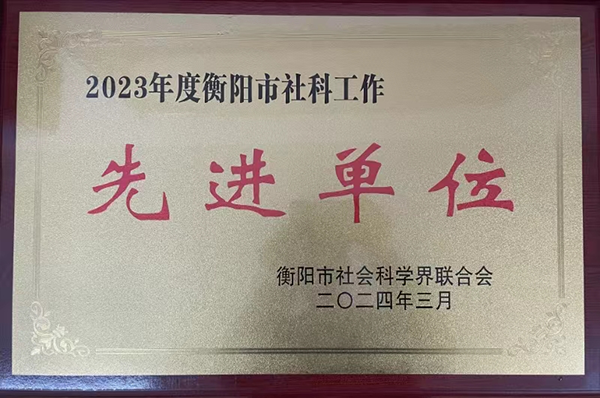 2023年度衡阳市社科工作
先进单位
衡阳市社会科学界联合会
二〇二四年三月